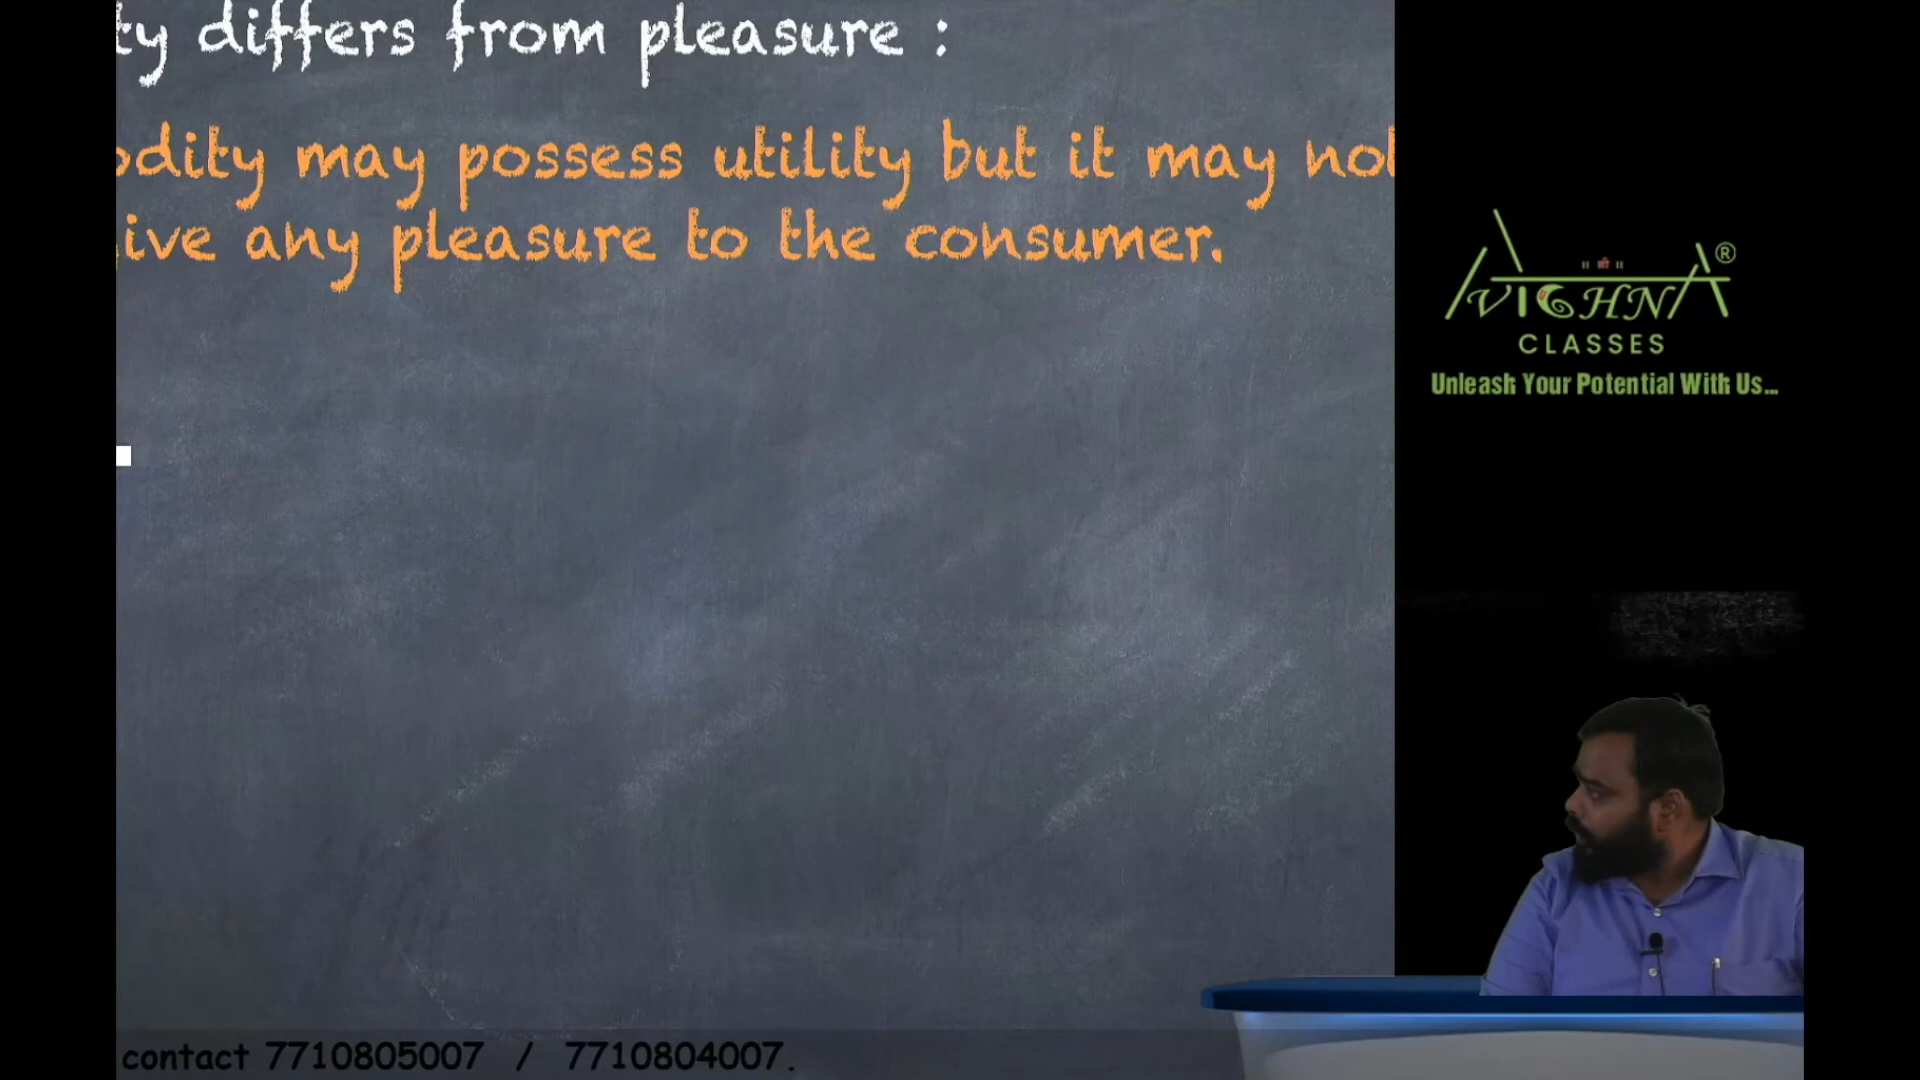 ty differs from pleasure :
odity may possess utility but it may not
ive any pleasure to the consumer.
॥ श्री ॥
AVIGHNA ®
CLASSES
Unleash Your Potential With Us...
contact 7710805007 / 7710804007.